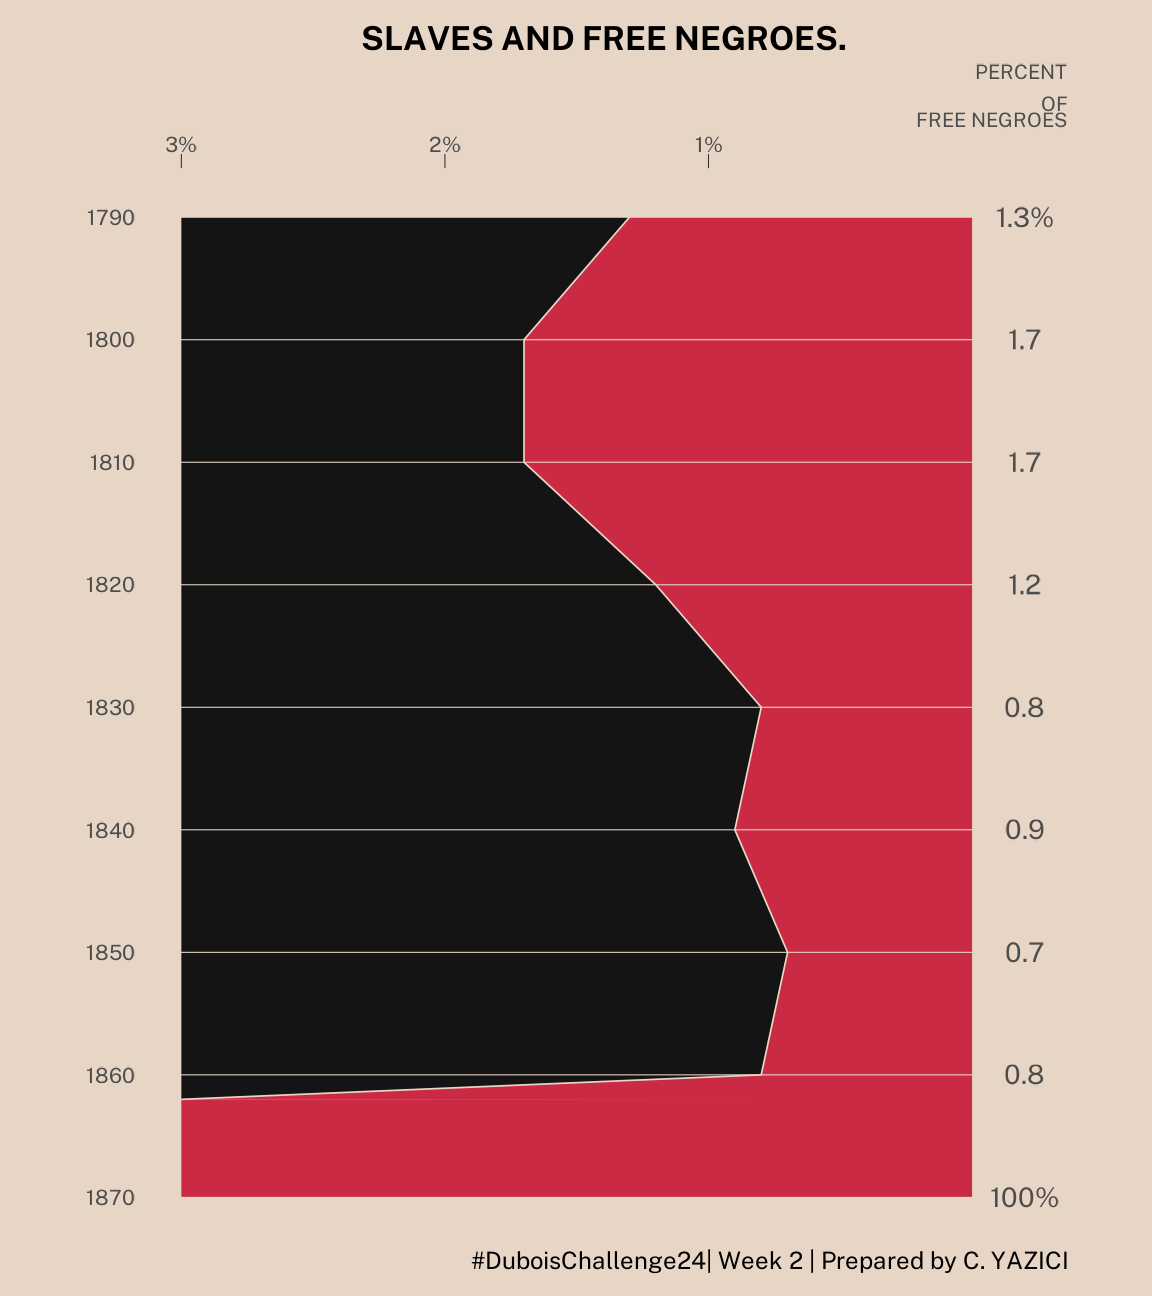 SLAVES AND FREE NEGROES.
PERCENT
OF
FREE NEGROES
3% 2% 1%
1790 1.3%
1800 1.7
1810 1.7
1820 1.2
1830 0.8
1840 0.9
1850 0.7
1860 0.8
1870 100%
#DuboisChallenge24| Week 2 | Prepared by C. YAZICI